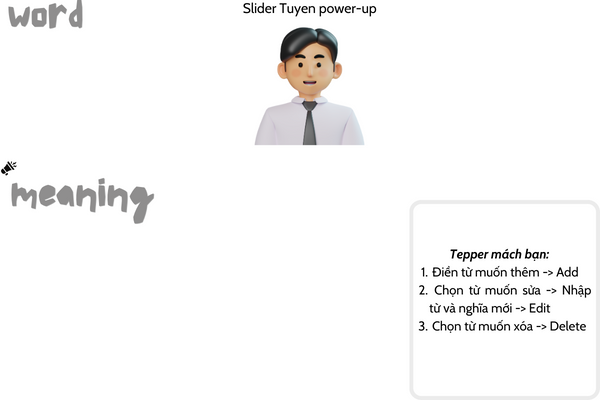 word
Slider Tuyen power-up
meaning
Tepper mách bạn:
1. Điền từ muốn thêm -> Add
2. Chọn từ muốn sửa -> Nhập
từ và nghĩa mới -> Edit
3. Chọn từ muốn xóa -> Delete